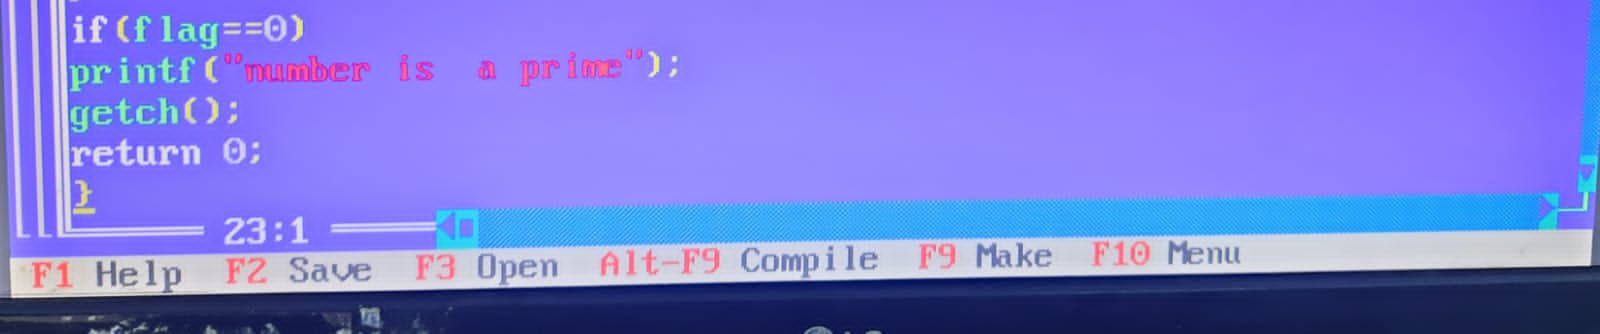 if(flag==0)
printf("number is  a prime");
getch();
return 0;
}
23:1
F1 Help  F2 Save  F3 Open  Alt-F9 Compile  F9 Make  F10 Menu